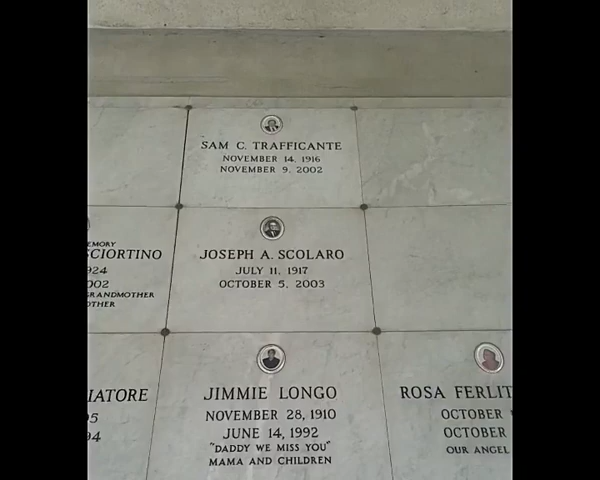 SAM C. TRAFFICANTE
NOVEMBER 14, 1916
NOVEMBER 9, 2002
EMORY
SCIORTINO
924
002
GRANDMOTHER
OTHER
JOSEPH A. SCOLARO
JULY 11, 1917
OCTOBER 5, 2003
IATORE
5
94
JIMMIE LONGO
NOVEMBER 28, 1910
JUNE 14, 1992
"DADDY WE MISS YOU"
MAMA AND CHILDREN
ROSA FERLIT
OCTOBER
OCTOBER
OUR ANGEL